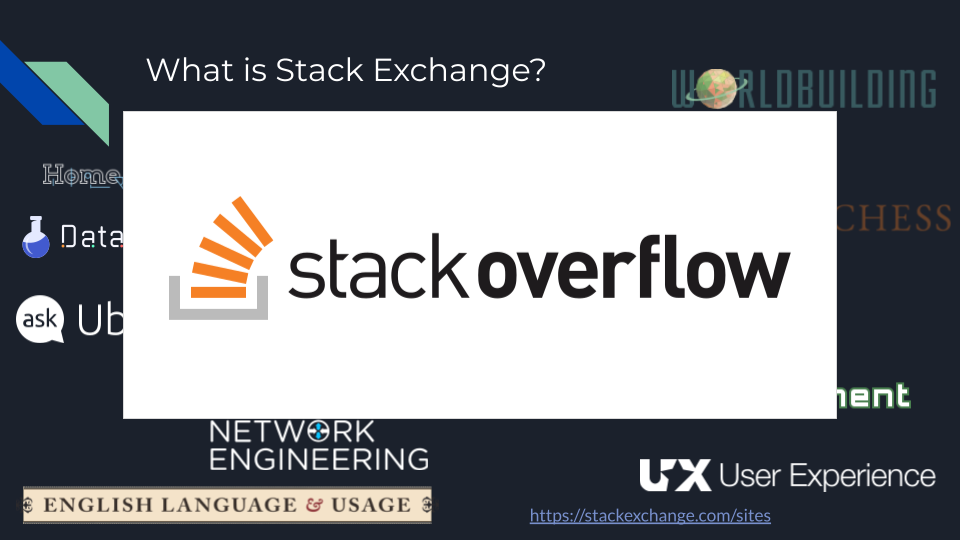 What is Stack Exchange?
WORLDBUILDING
Home
Data
CHESS
stack overflow
ask Ub
ment
NETWORK
ENGINEERING
UX User Experience
ENGLISH LANGUAGE & USAGE
https://stackexchange.com/sites